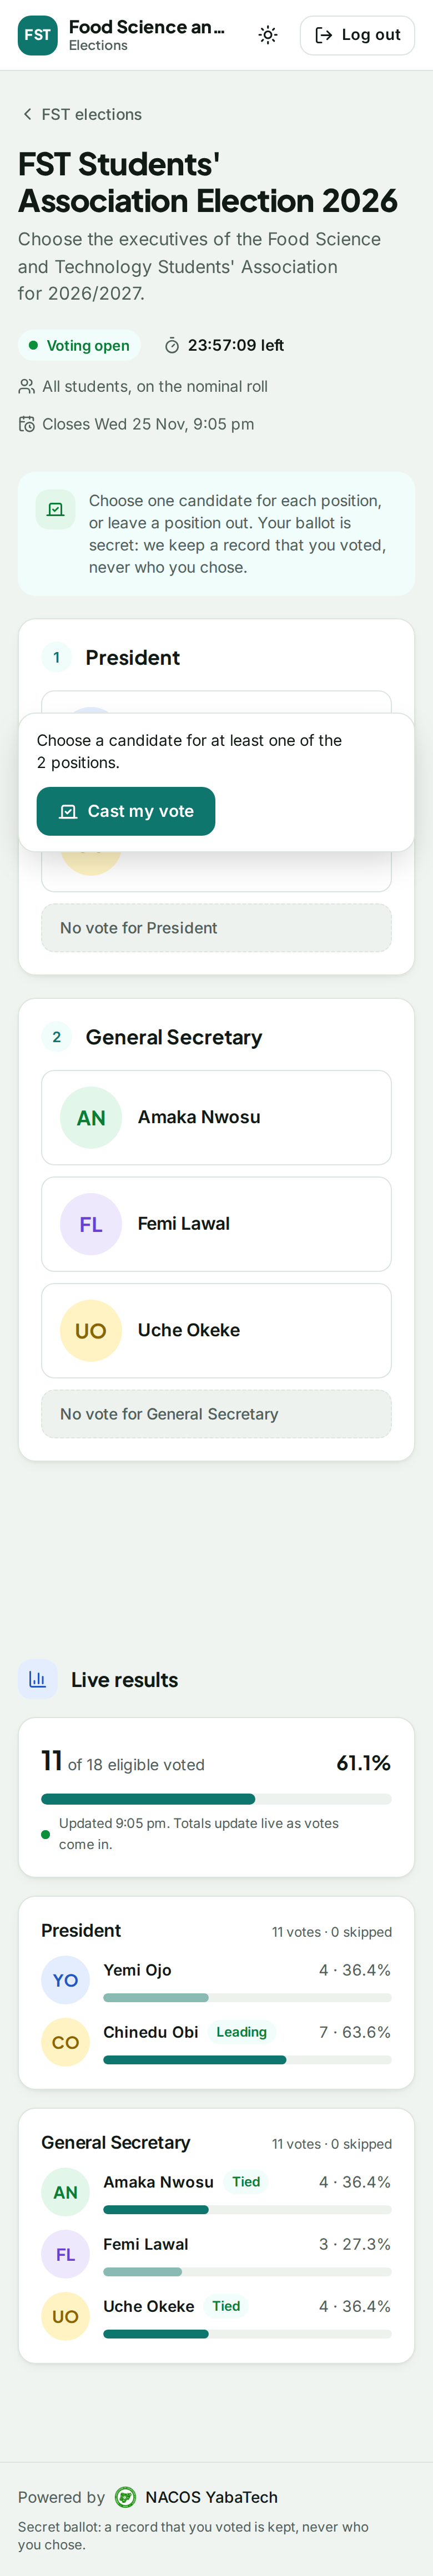 FST
Food Science an...
Elections
Log out
FST elections
FST Students'
Association Election 2026
Choose the executives of the Food Science
and Technology Students' Association
for 2026/2027.
Voting open
23:57:09 left
All students, on the nominal roll
Closes Wed 25 Nov, 9:05 pm
Choose one candidate for each position,
or leave a position out. Your ballot is
secret: we keep a record that you voted,
never who you chose.
1 President
Choose a candidate for at least one of the
2 positions.
Cast my vote
No vote for President
2 General Secretary
AN Amaka Nwosu
FL Femi Lawal
UO Uche Okeke
No vote for General Secretary
Live results
11 of 18 eligible voted 61.1%
Updated 9:05 pm. Totals update live as votes
come in.
President 11 votes · 0 skipped
YO Yemi Ojo 4 · 36.4%
CO Chinedu Obi Leading 7 · 63.6%
General Secretary 11 votes · 0 skipped
AN Amaka Nwosu Tied 4 · 36.4%
FL Femi Lawal 3 · 27.3%
UO Uche Okeke Tied 4 · 36.4%
Powered by NACOS YabaTech
Secret ballot: a record that you voted is kept, never who
you chose.